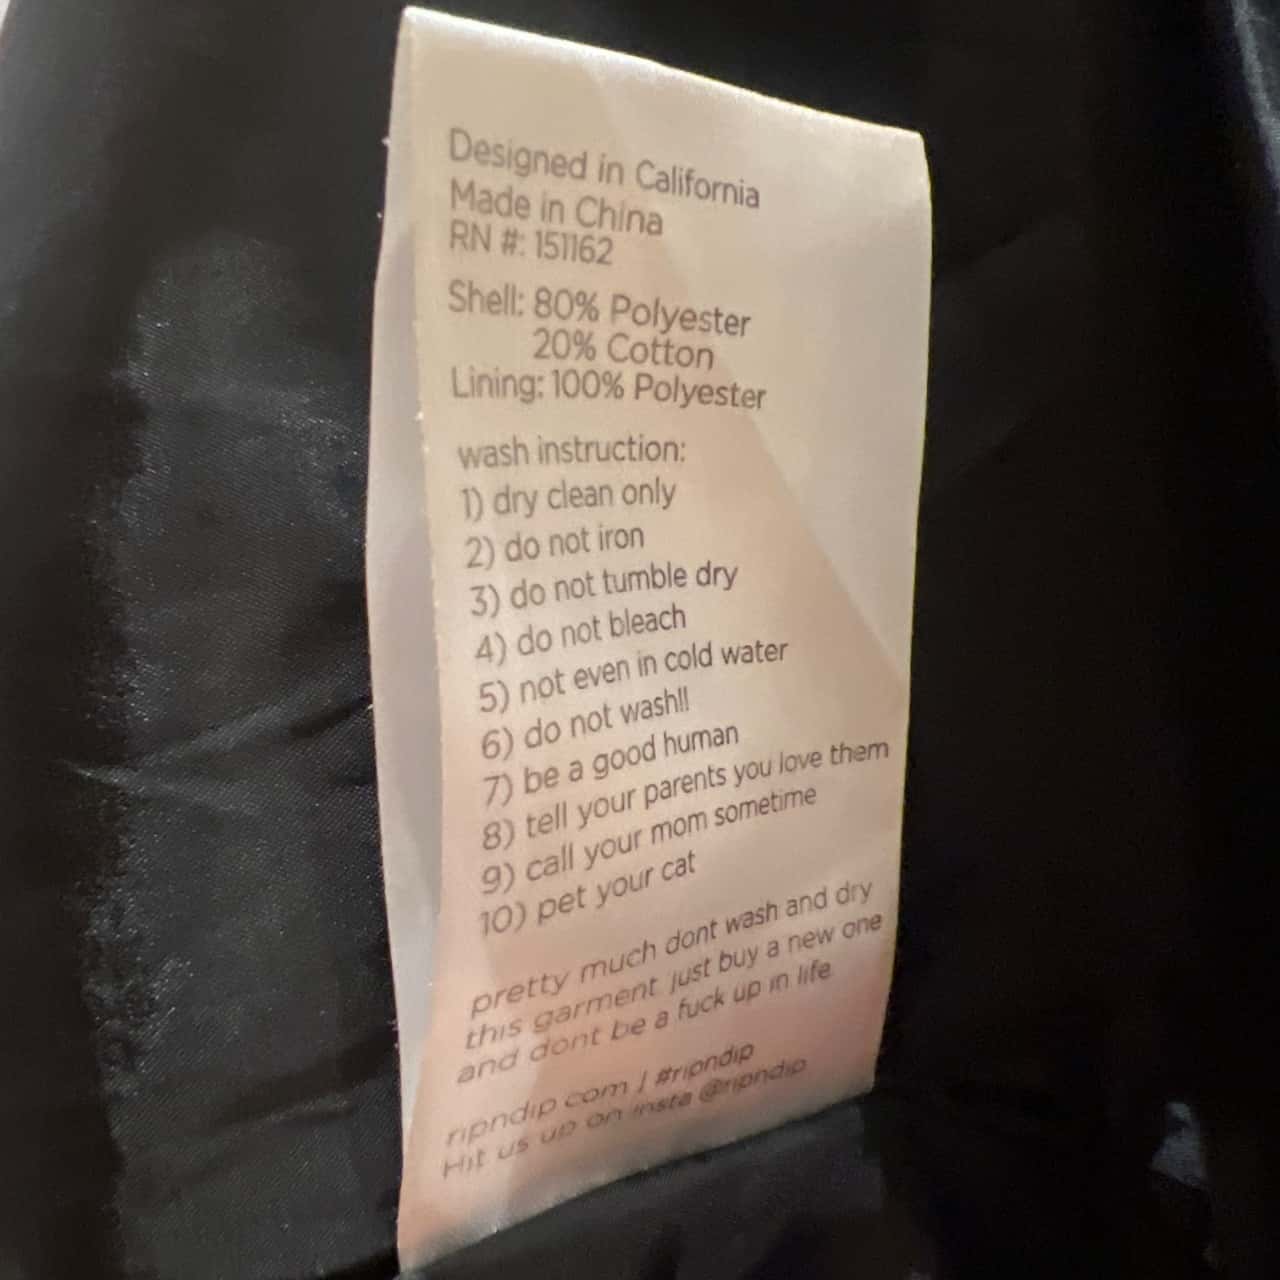 Designed in California
Made in China
RN #: 151162
Shell: 80% Polyester
20% Cotton
Lining: 100% Polyester
wash instruction:
1) dry clean only
2) do not iron
3) do not tumble dry
4) do not bleach
5) not even in cold water
6) do not wash!!
7) be a good human
8) tell your parents you love them
9) call your mom sometime
10) pet your cat
pretty much dont wash and dry
this garment just buy a new one
and dont be a fuck up in life
ripndip.com / #ripndip
Hit us up on insta @ripndip